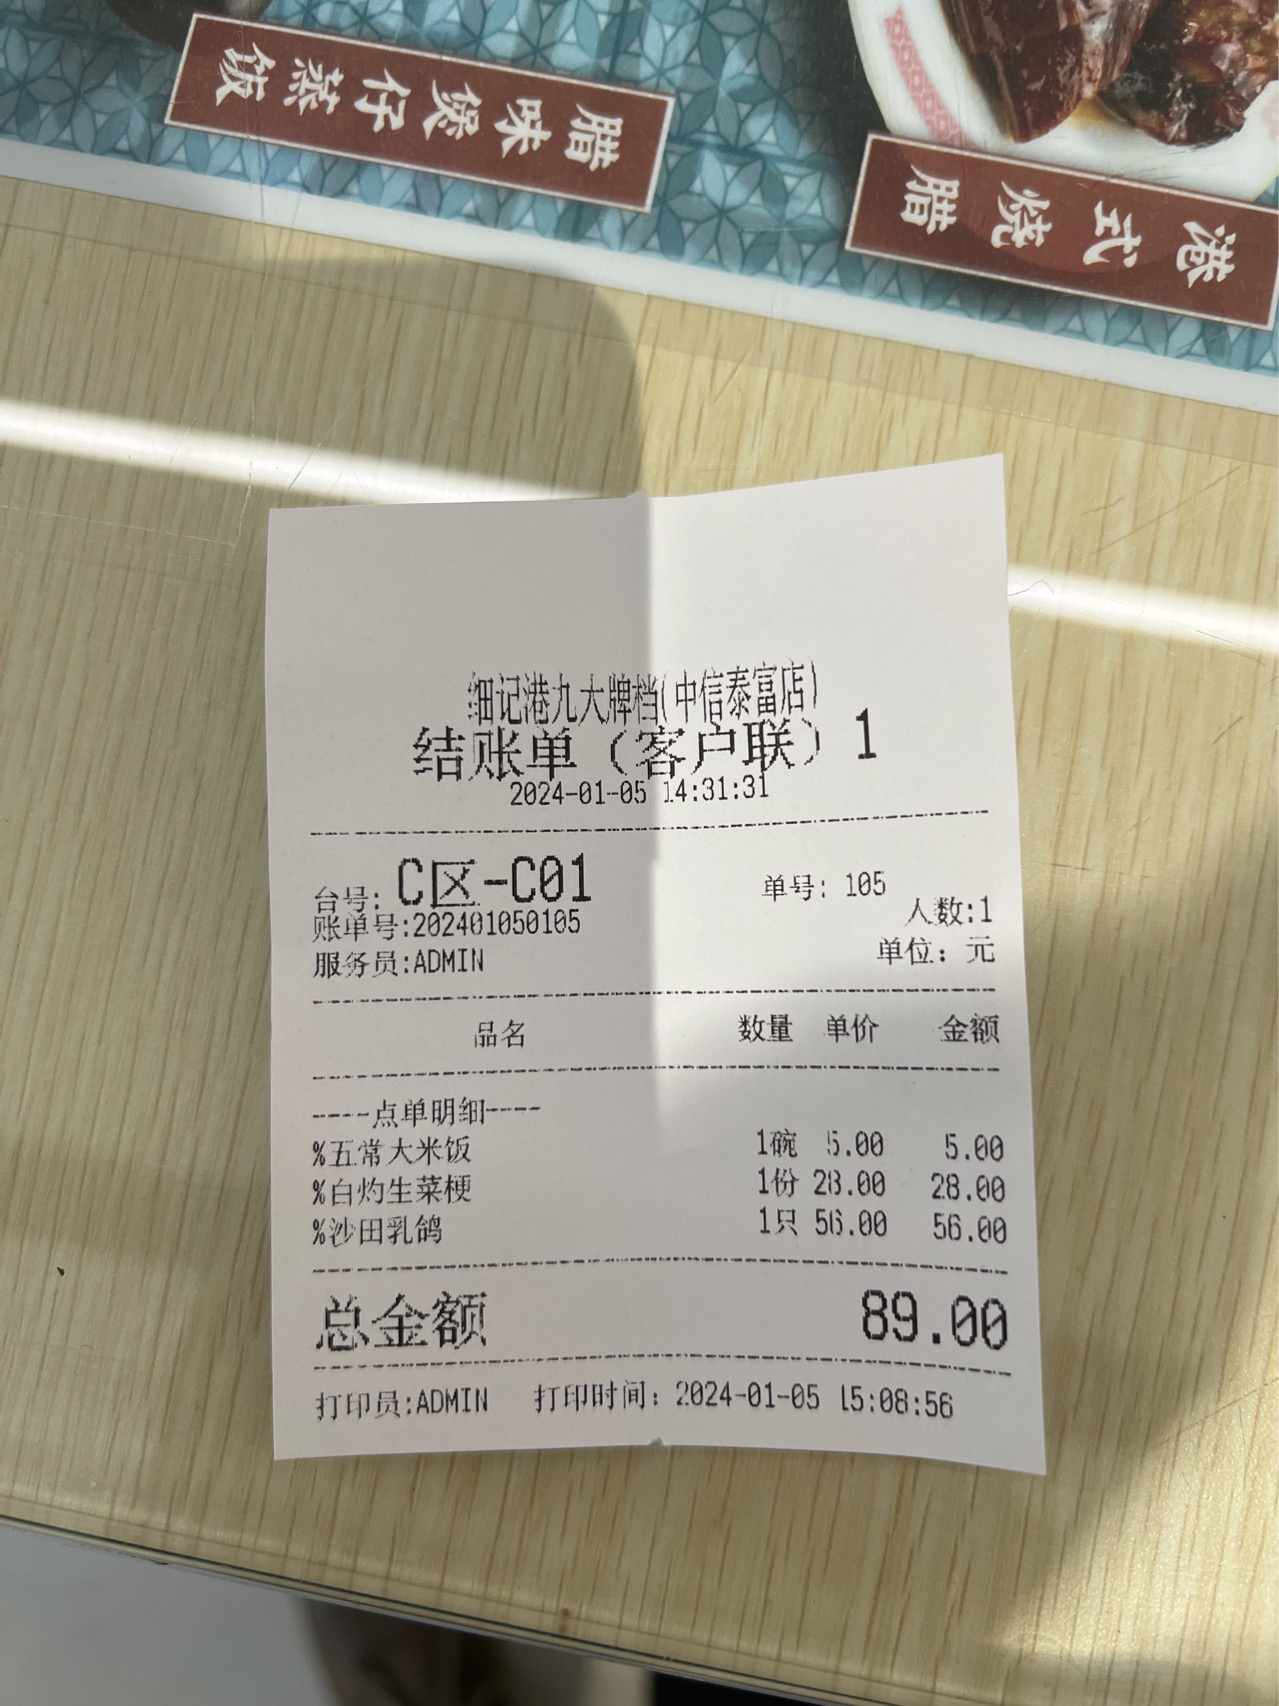 腊味煲仔蒸饭
港式烧腊
细记港九大牌档(中信泰富店)
结账单（客户联）1
2024-01-05 14:31:31
台号: C区-C01 单号: 105
账单号:202401050105 人数:1
服务员:ADMIN 单位: 元
品名 数量 单价 金额
----点单明细----
%五常大米饭 1碗 5.00 5.00
%白灼生菜梗 1份 28.00 28.00
%沙田乳鸽 1只 56.00 56.00
总金额 89.00
打印员:ADMIN 打印时间: 2024-01-05 15:08:56